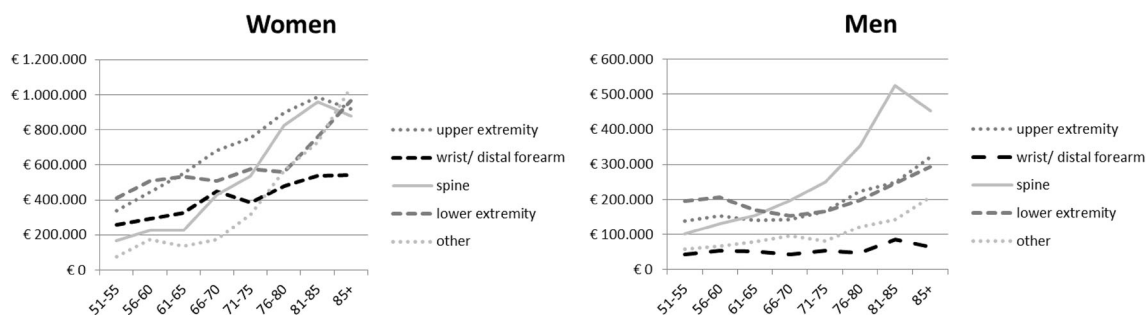 Women
€ 1.200.000
€ 1.000.000
€ 800.000
€ 600.000
€ 400.000
€ 200.000
€ 0
51-55
56-60
61-65
66-70
71-75
76-80
81-85
85+
upper extremity
wrist/ distal forearm
spine
lower extremity
other
Men
€ 600.000
€ 500.000
€ 400.000
€ 300.000
€ 200.000
€ 100.000
€ 0
51-55
56-60
61-65
66-70
71-75
76-80
81-85
85+
upper extremity
wrist/ distal forearm
spine
lower extremity
other